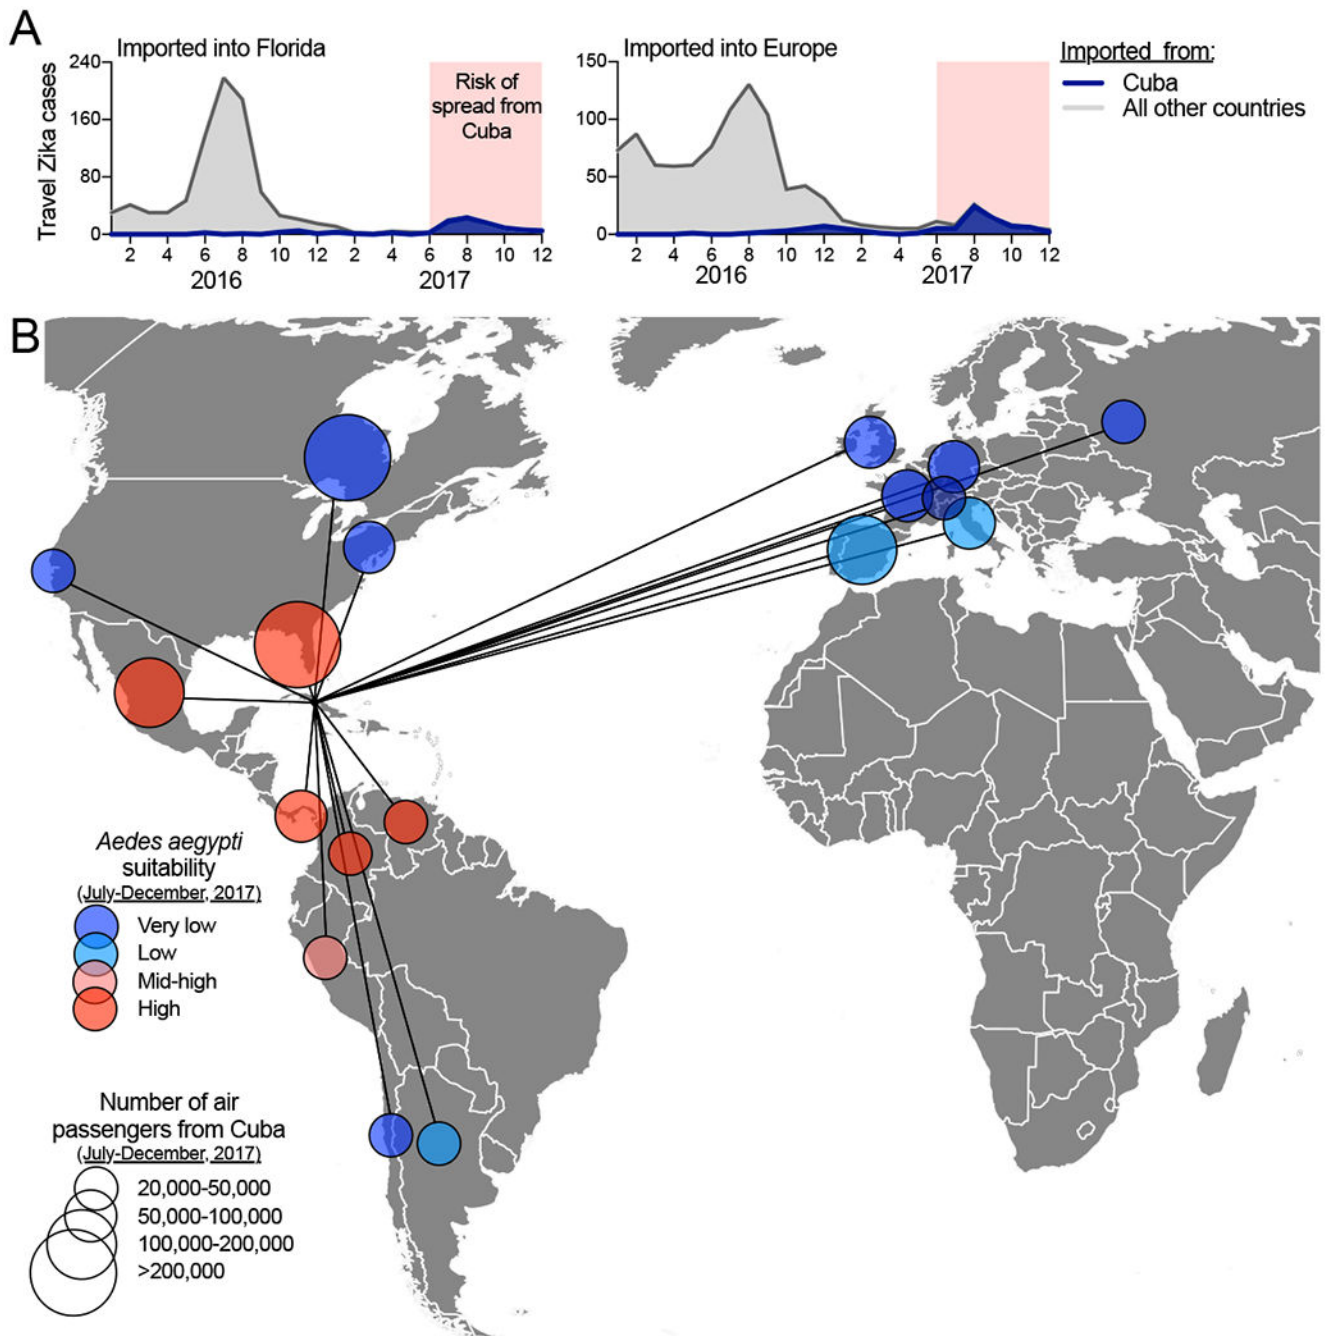 A
Imported into Florida
Travel Zika cases
240
160
80
0
Risk of
spread from
Cuba
2 4 6 8 10 12 2 4 6 8 10 12
2016 2017
Imported into Europe
150
100
50
0
2 4 6 8 10 12 2 4 6 8 10 12
2016 2017
Imported from:
Cuba
All other countries
B
Aedes aegypti
suitability
(July-December, 2017)
Very low
Low
Mid-high
High
Number of air
passengers from Cuba
(July-December, 2017)
20,000-50,000
50,000-100,000
100,000-200,000
>200,000